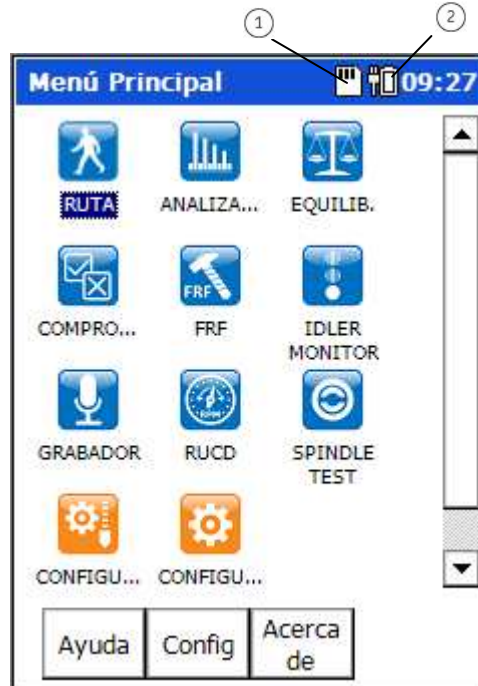 1
2
Menú Principal 09:27
RUTA ANALIZA... EQUILIB.
FRF
COMPRO... FRF IDLER
MONITOR
RPM
GRABADOR RUCD SPINDLE
TEST
CONFIGU... CONFIGU...
Ayuda Config Acerca
de